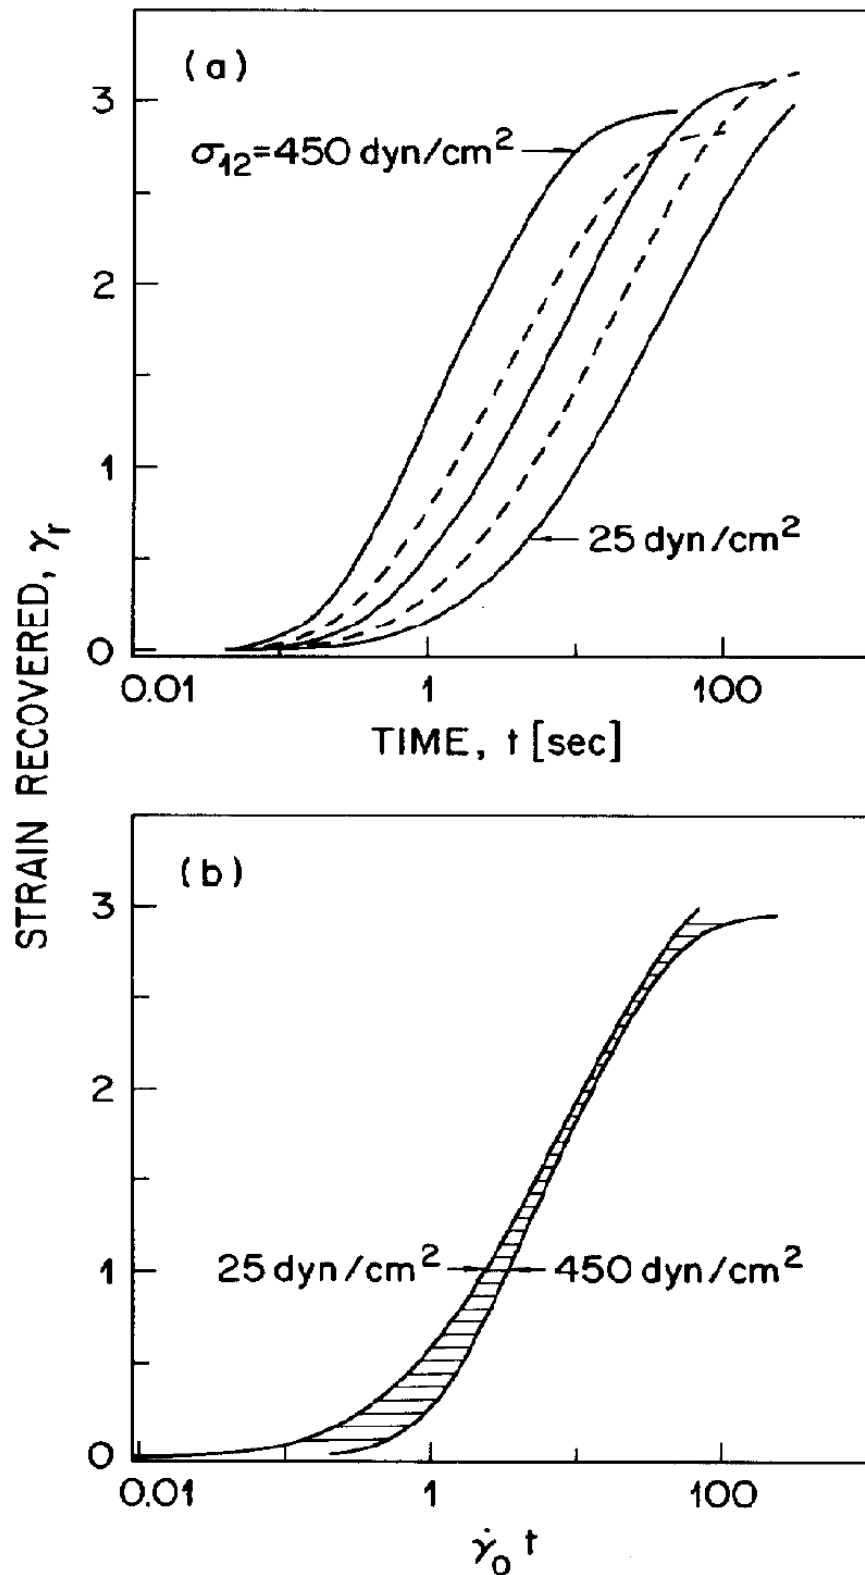 (a)
3
σ₁₂=450 dyn/cm²
2
1
25 dyn/cm²
0
0.01 1 100
TIME, t [sec]
STRAIN RECOVERED, γr
(b)
3
2
25 dyn/cm² 450 dyn/cm²
1
0
0.01 1 100
γ̇₀ t